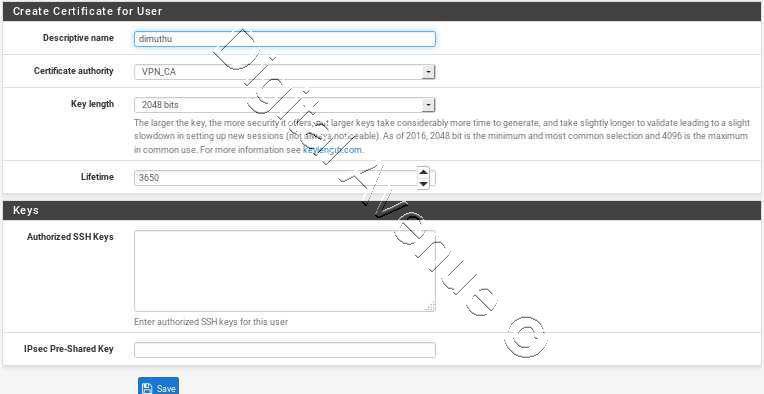 Create Certificate for User
Descriptive name dimuthu
Certificate authority VPN_CA
Key length 2048 bits
The larger the key, the more security it offers, but larger keys take considerably more time to generate, and take slightly longer to validate leading to a slight
slowdown in setting up new sessions (not always noticeable). As of 2016, 2048 bit is the minimum and most common selection and 4096 is the maximum
in common use. For more information see keylength.com.
Lifetime 3650
Keys
Authorized SSH Keys
Enter authorized SSH keys for this user
IPsec Pre-Shared Key
Save
Digital Avenue ©